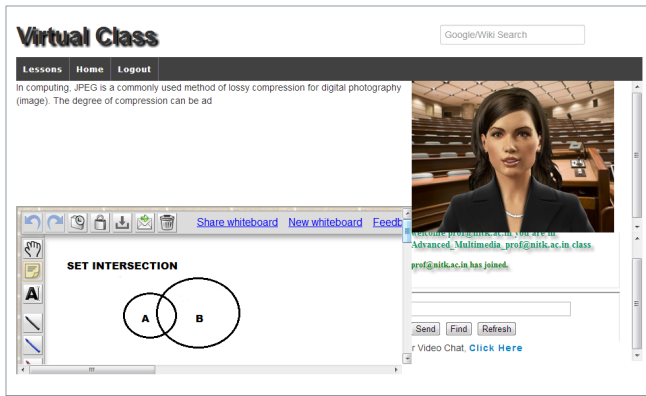 Virtual Class
Google/Wiki Search
Lessons Home Logout
In computing, JPEG is a commonly used method of lossy compression for digital photography
(image). The degree of compression can be ad
Share whiteboard New whiteboard Feedb
A
SET INTERSECTION
A B
Welcome prof@nitk.ac.in you are in
Advanced_Multimedia_prof@nitk.ac.in class
prof@nitk.ac.in has joined.
Send Find Refresh
r Video Chat, Click Here